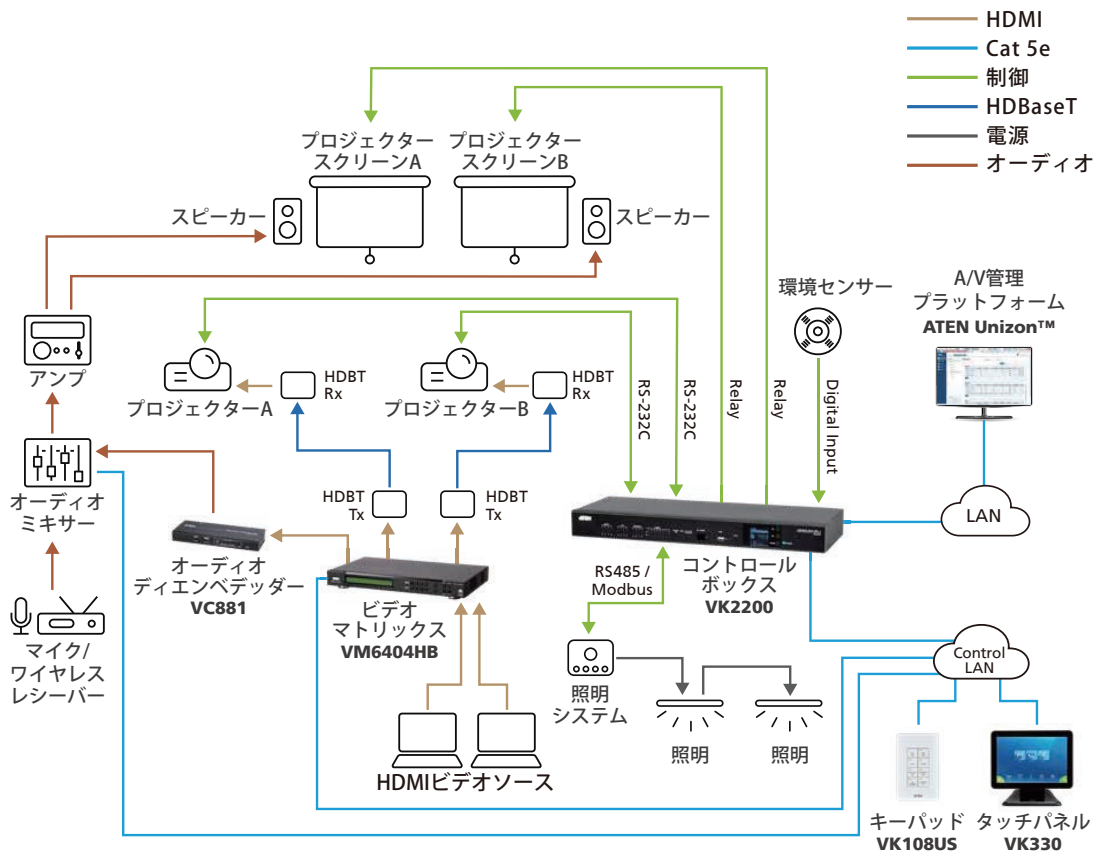 HDMI
Cat 5e
制御
HDBaseT
電源
オーディオ
プロジェクター
スクリーンA
プロジェクター
スクリーンB
スピーカー
スピーカー
環境センサー
A/V管理
プラットフォーム
ATEN Unizon™
アンプ
プロジェクターA
HDBT
Rx
プロジェクターB
HDBT
Rx
RS-232C
RS-232C
Relay
Relay
Digital Input
オーディオ
ミキサー
HDBT
Tx
HDBT
Tx
LAN
オーディオ
ディエンベデッダー
VC881
ビデオ
マトリックス
VM6404HB
RS485 /
Modbus
コントロール
ボックス
VK2200
マイク/
ワイヤレス
レシーバー
Control
LAN
照明
システム
照明
照明
HDMIビデオソース
キーパッド
VK108US
タッチパネル
VK330